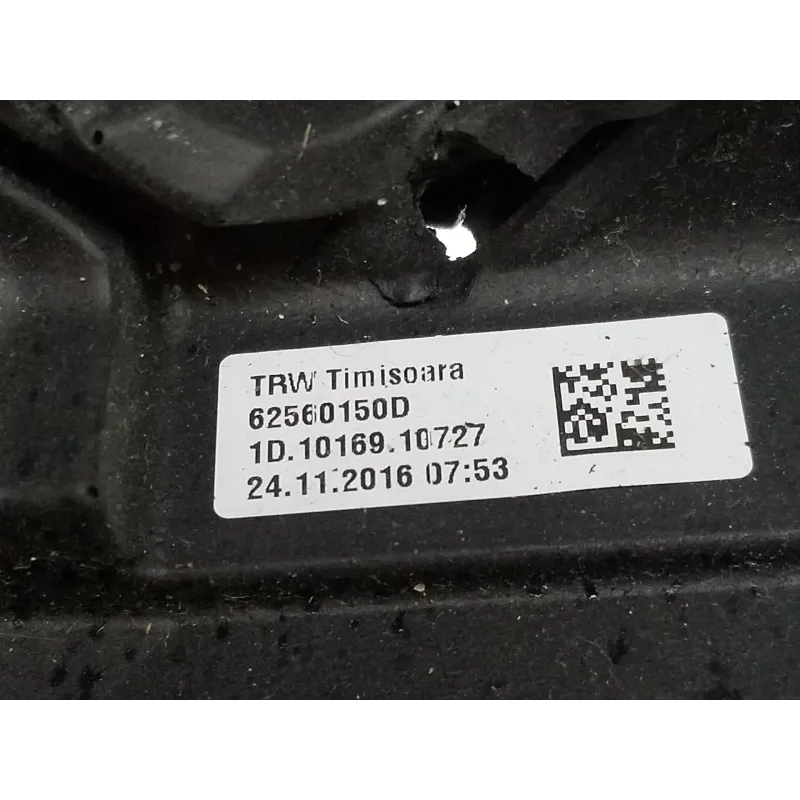 TRW Timisoara
62560150D
1D.10169.10727
24.11.2016 07:53